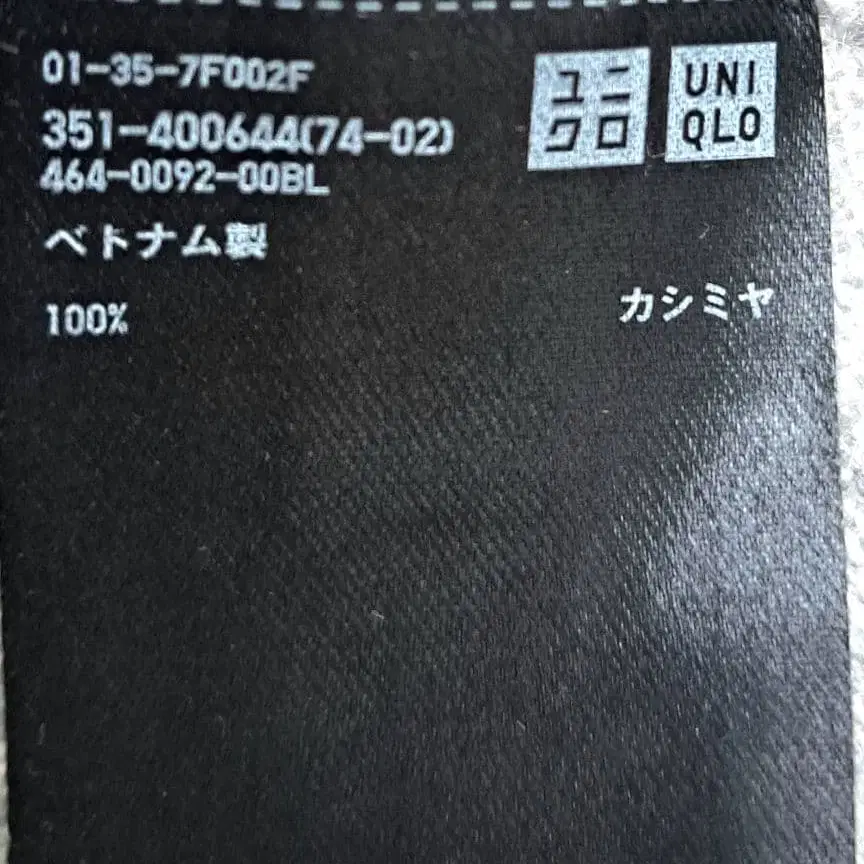 01-35-7F002F
351-400644(74-02)
464-0092-00BL
ユニ
クロ
UNI
QLO
ベトナム製
100% カシミヤ